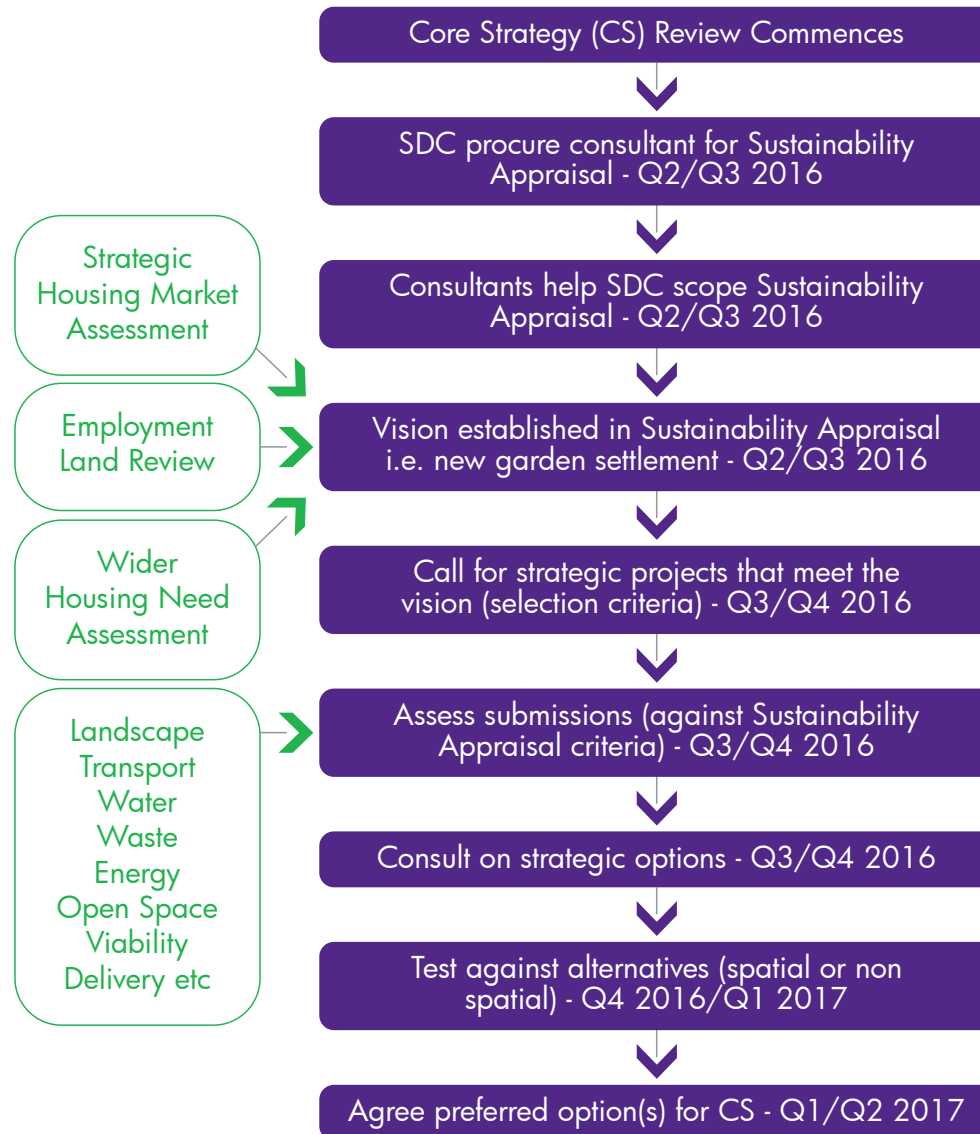 Core Strategy (CS) Review Commences
SDC procure consultant for Sustainability
Appraisal - Q2/Q3 2016
Consultants help SDC scope Sustainability
Appraisal - Q2/Q3 2016
Strategic
Housing Market
Assessment
Employment
Land Review
Wider
Housing Need
Assessment
Vision established in Sustainability Appraisal
i.e. new garden settlement - Q2/Q3 2016
Call for strategic projects that meet the
vision (selection criteria) - Q3/Q4 2016
Landscape
Transport
Water
Waste
Energy
Open Space
Viability
Delivery etc
Assess submissions (against Sustainability
Appraisal criteria) - Q3/Q4 2016
Consult on strategic options - Q3/Q4 2016
Test against alternatives (spatial or non
spatial) - Q4 2016/Q1 2017
Agree preferred option(s) for CS - Q1/Q2 2017